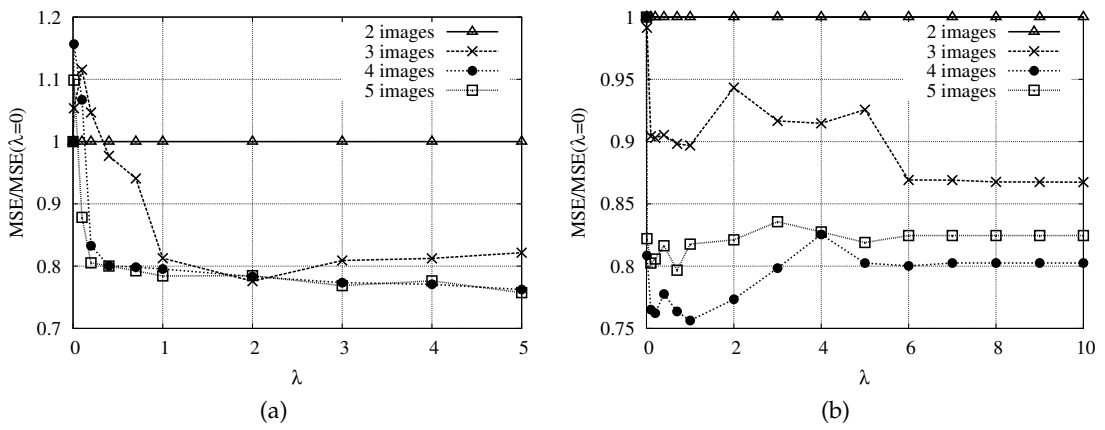 1.2
1.1
1
0.9
0.8
0.7
MSE/MSE(λ=0)
2 images
3 images
4 images
5 images
0 1 2 3 4 5
λ
(a)
1
0.95
0.9
0.85
0.8
0.75
MSE/MSE(λ=0)
2 images
3 images
4 images
5 images
0 2 4 6 8 10
λ
(b)